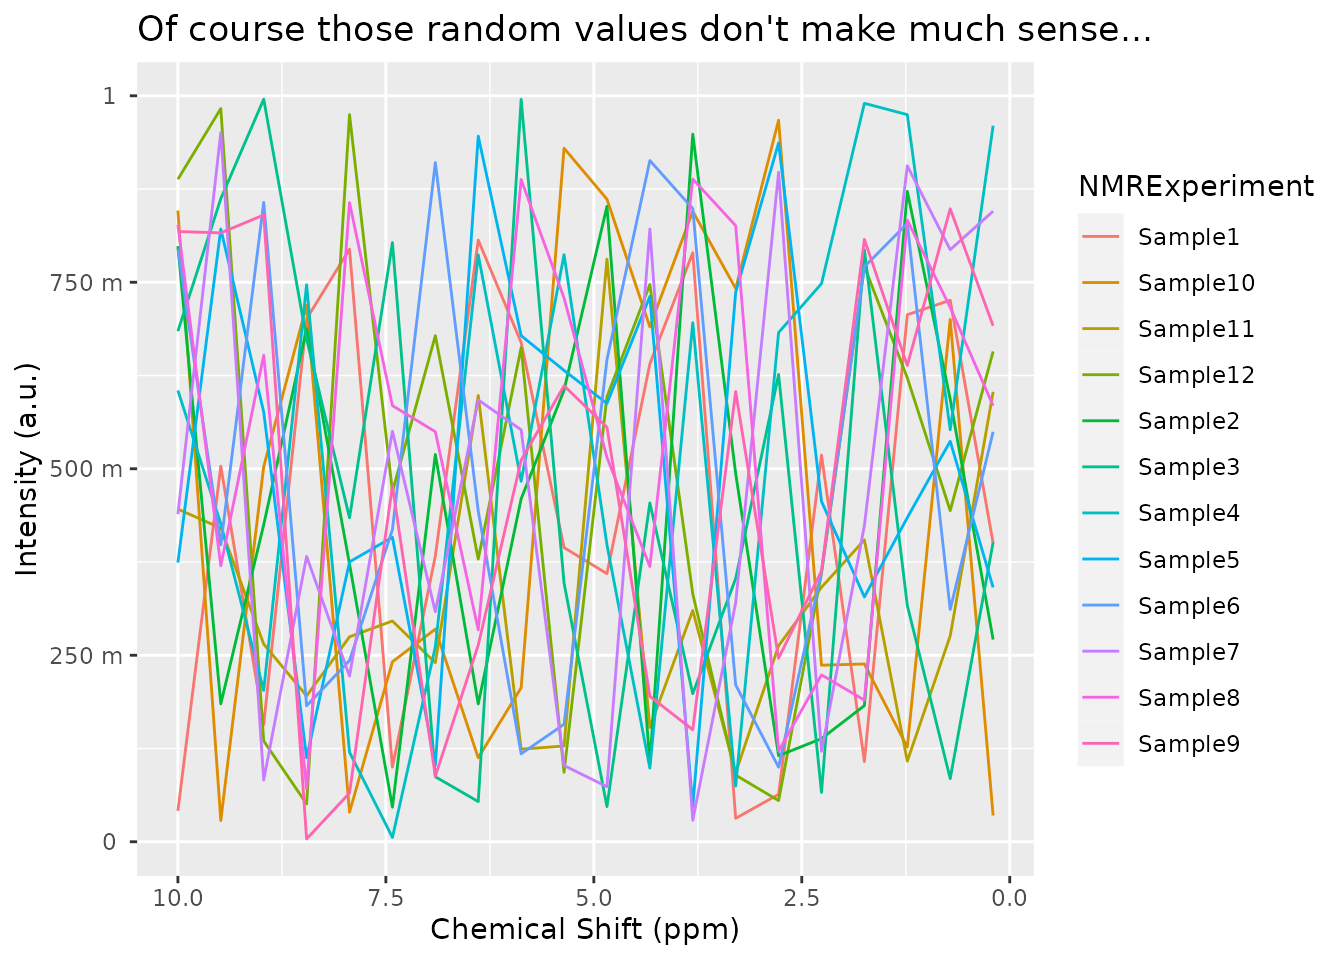 Of course those random values don't make much sense...
1
750 m
500 m
250 m
0
Intensity (a.u.)
10.0 7.5 5.0 2.5 0.0
Chemical Shift (ppm)
NMRExperiment
Sample1
Sample10
Sample11
Sample12
Sample2
Sample3
Sample4
Sample5
Sample6
Sample7
Sample8
Sample9